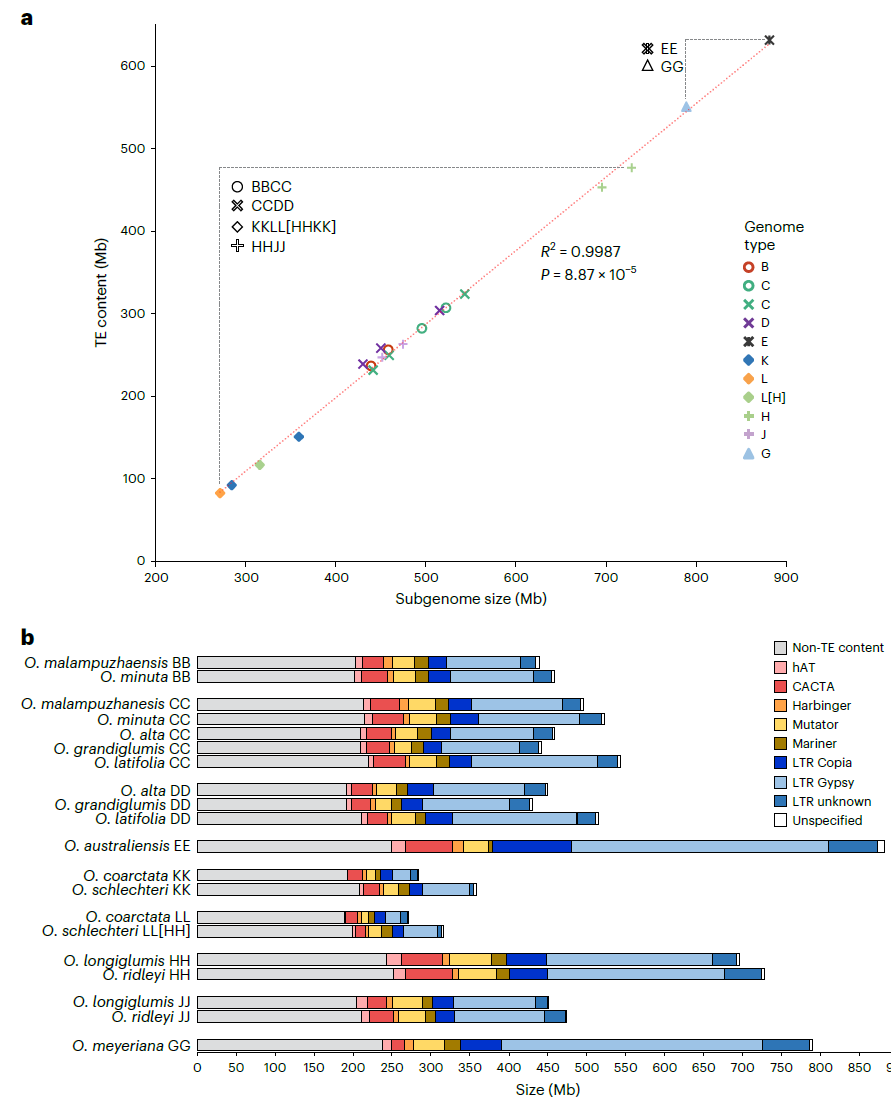 a
TE content (Mb)
600
500
400
300
200
100
0
EE
GG
BBCC
CCDD
KKLL[HHKK]
HHJJ
R² = 0.9987
P = 8.87 × 10⁻⁵
Genome
type
B
C
C
D
E
K
L
L[H]
H
J
G
200 300 400 500 600 700 800 900
Subgenome size (Mb)
b
O. malampuzhaensis BB
O. minuta BB
O. malampuzhanesis CC
O. minuta CC
O. alta CC
O. grandiglumis CC
O. latifolia CC
O. alta DD
O. grandiglumis DD
O. latifolia DD
O. australiensis EE
O. coarctata KK
O. schlechteri KK
O. coarctata LL
O. schlechteri LL[HH]
O. longiglumis HH
O. ridleyi HH
O. longiglumis JJ
O. ridleyi JJ
O. meyeriana GG
Non-TE content
hAT
CACTA
Harbinger
Mutator
Mariner
LTR Copia
LTR Gypsy
LTR unknown
Unspecified
0 50 100 150 200 250 300 350 400 450 500 550 600 650 700 750 800 850 9
Size (Mb)